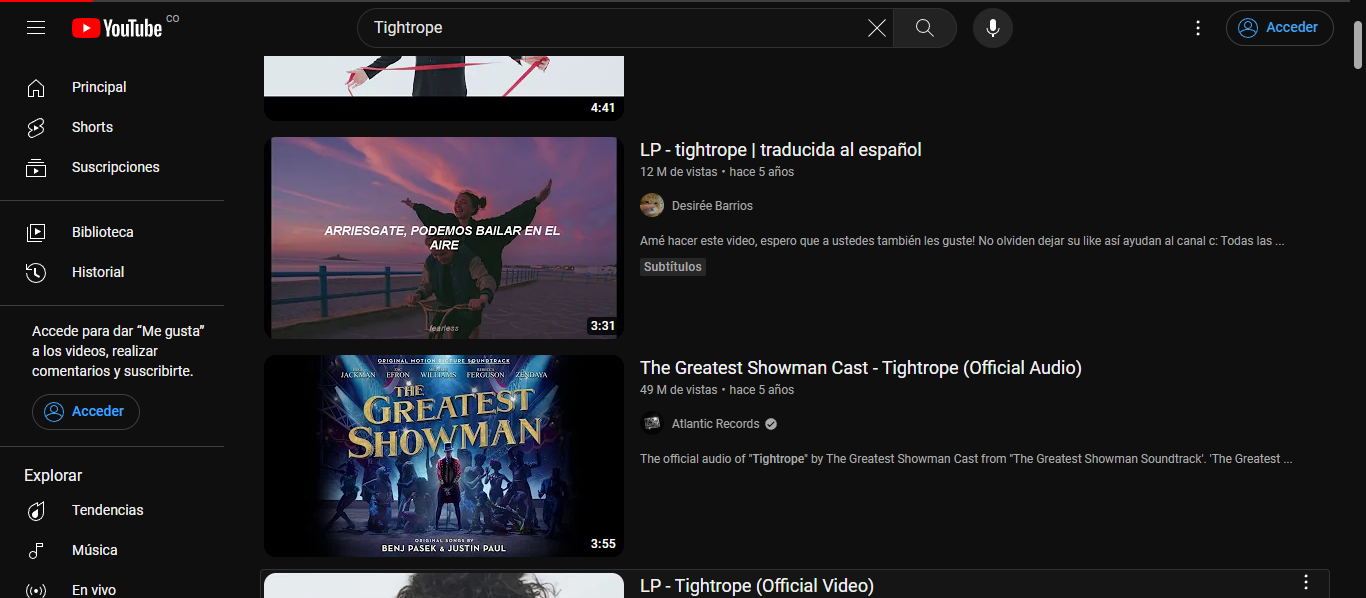 YouTube CO
Tightrope
Acceder
Principal
Shorts
Suscripciones
Biblioteca
Historial
Accede para dar “Me gusta”
a los videos, realizar
comentarios y suscribirte.
Acceder
Explorar
Tendencias
Música
En vivo
4:41
ARRIESGATE, PODEMOS BAILAR EN EL
AIRE
fearless
3:31
LP - tightrope | traducida al español
12 M de vistas • hace 5 años
Desirée Barrios
Amé hacer este video, espero que a ustedes también les guste! No olviden dejar su like así ayudan al canal c: Todas las ...
Subtítulos
ORIGINAL MOTION PICTURE SOUNDTRACK
JACKMAN EFRON WILLIAMS FERGUSON ZENDAYA
THE
GREATEST
SHOWMAN
ORIGINAL SONGS BY
BENJ PASEK & JUSTIN PAUL
3:55
The Greatest Showman Cast - Tightrope (Official Audio)
49 M de vistas • hace 5 años
Atlantic Records
The official audio of "Tightrope" by The Greatest Showman Cast from "The Greatest Showman Soundtrack'. 'The Greatest ...
LP - Tightrope (Official Video)